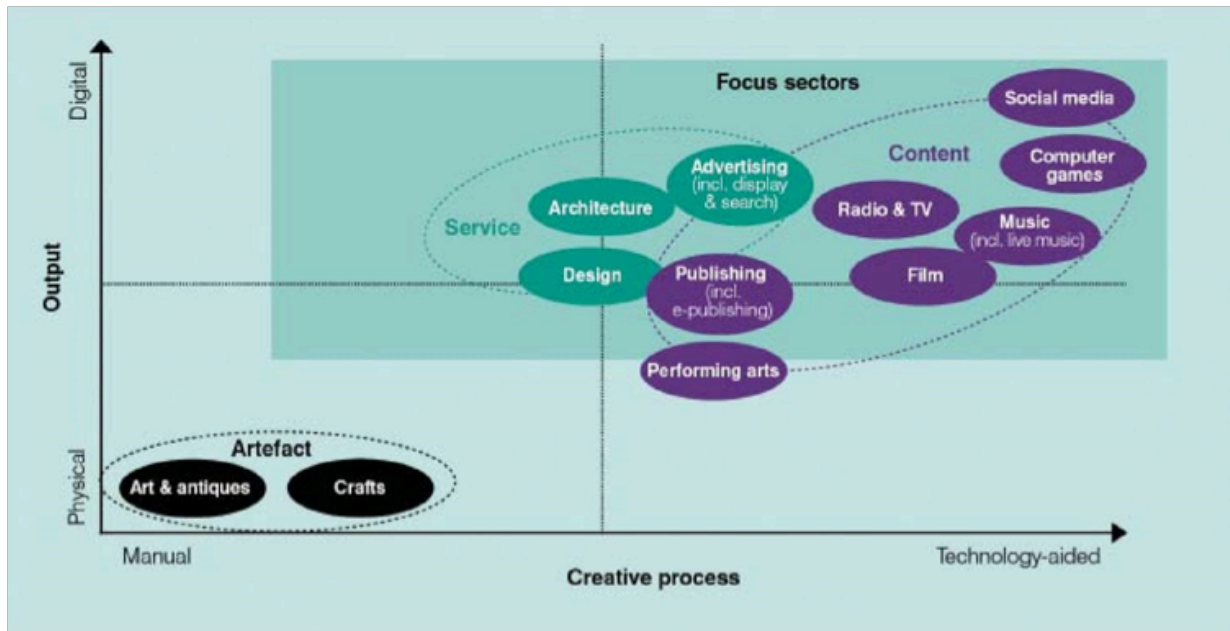 Digital
Output
Physical
Focus sectors
Social media
Content
Computer
games
Advertising
(incl. display
& search)
Architecture
Radio & TV
Service
Music
(incl. live music)
Design
Publishing
(incl.
e-publishing)
Film
Performing arts
Artefact
Art & antiques
Crafts
Manual
Technology-aided
Creative process